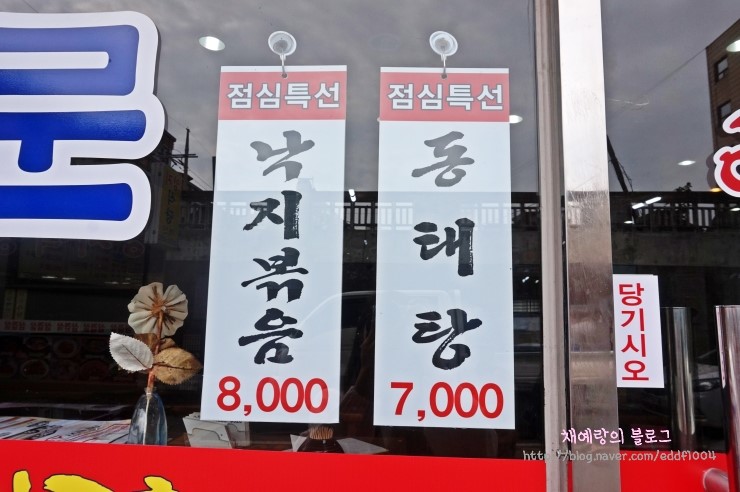 점심특선
낙지볶음
8,000
점심특선
동태탕
7,000
당기시오
채예랑의 블로그
http://blog.naver.com/eddf1004